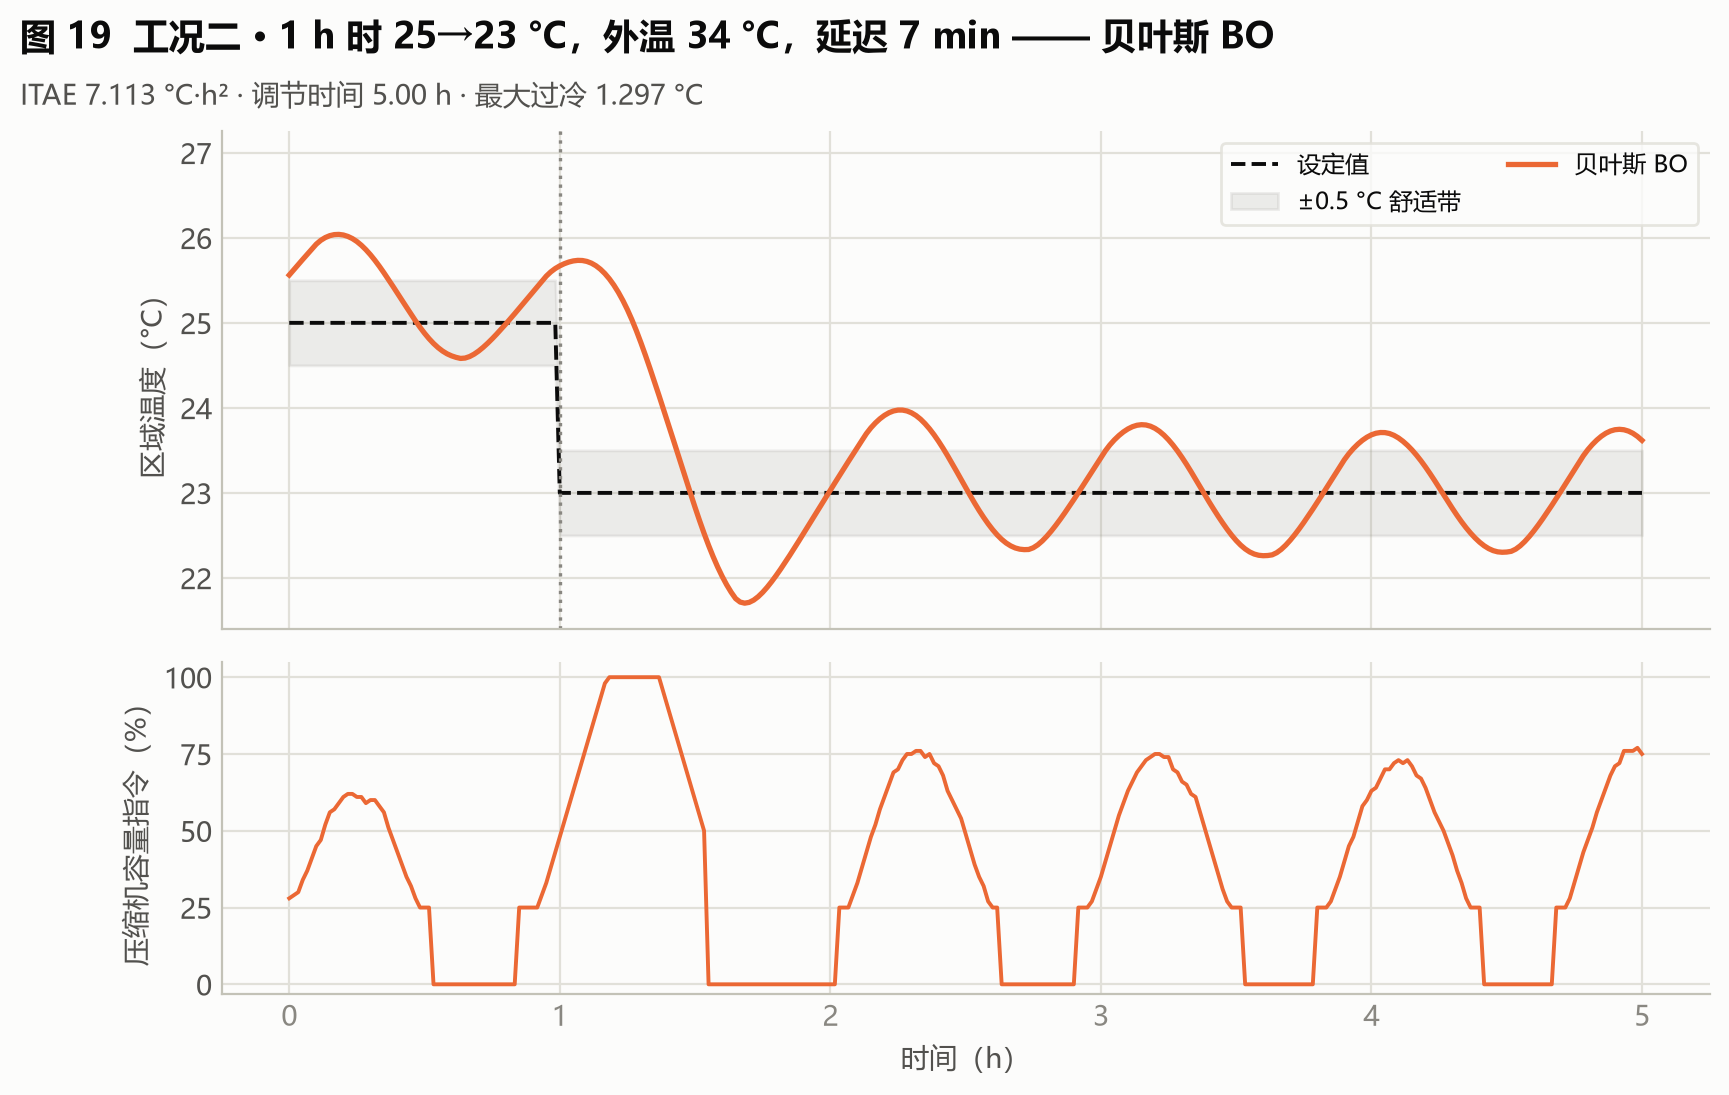 图 19 工况二 • 1 h 时 25→23 °C，外温 34 °C，延迟 7 min —— 贝叶斯 BO
ITAE 7.113 °C·h² · 调节时间 5.00 h · 最大过冷 1.297 °C
设定值
±0.5 °C 舒适带
贝叶斯 BO
区域温度（°C）
27
26
25
24
23
22
压缩机容量指令（%）
100
75
50
25
0
0 1 2 3 4 5
时间（h）